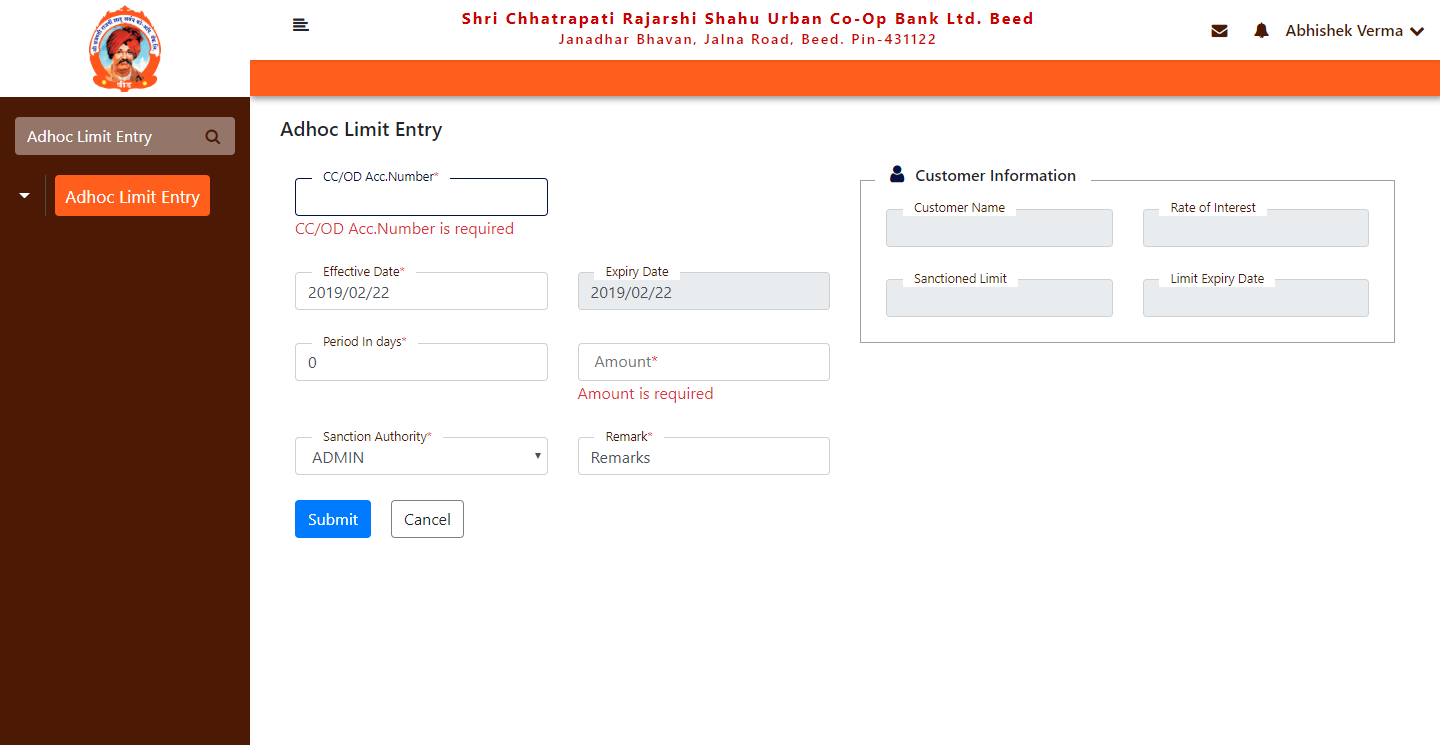 Shri Chhatrapati Rajarshi Shahu Urban Co-Op Bank Ltd. Beed
Janadhar Bhavan, Jalna Road, Beed. Pin-431122
Abhishek Verma
बीड
Adhoc Limit Entry
Adhoc Limit Entry
Adhoc Limit Entry
CC/OD Acc.Number*
CC/OD Acc.Number is required
Effective Date*
2019/02/22
Expiry Date
2019/02/22
Period In days*
0
Amount*
Amount is required
Sanction Authority*
ADMIN
Remark*
Remarks
Submit
Cancel
Customer Information
Customer Name
Rate of Interest
Sanctioned Limit
Limit Expiry Date